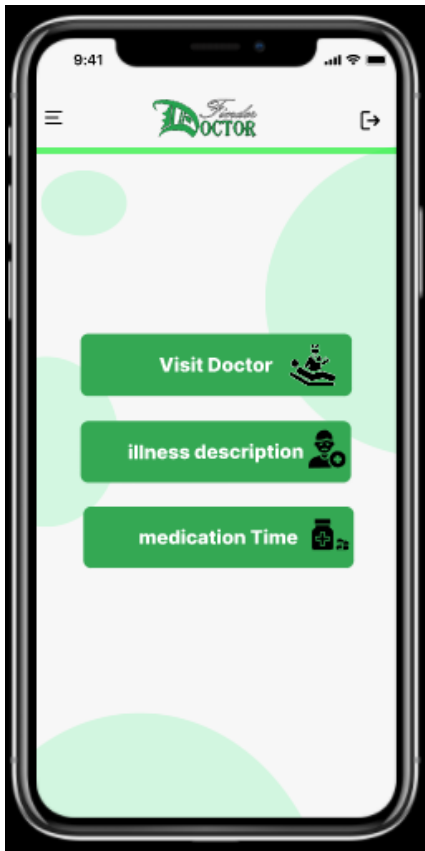 9:41
Finder
DOCTOR
Visit Doctor
illness description
medication Time